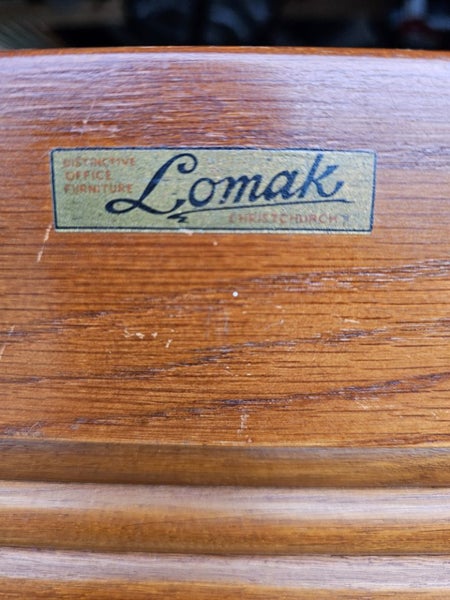 DISTINCTIVE
OFFICE
FURNITURE
Lomak
CHRISTCHURCH